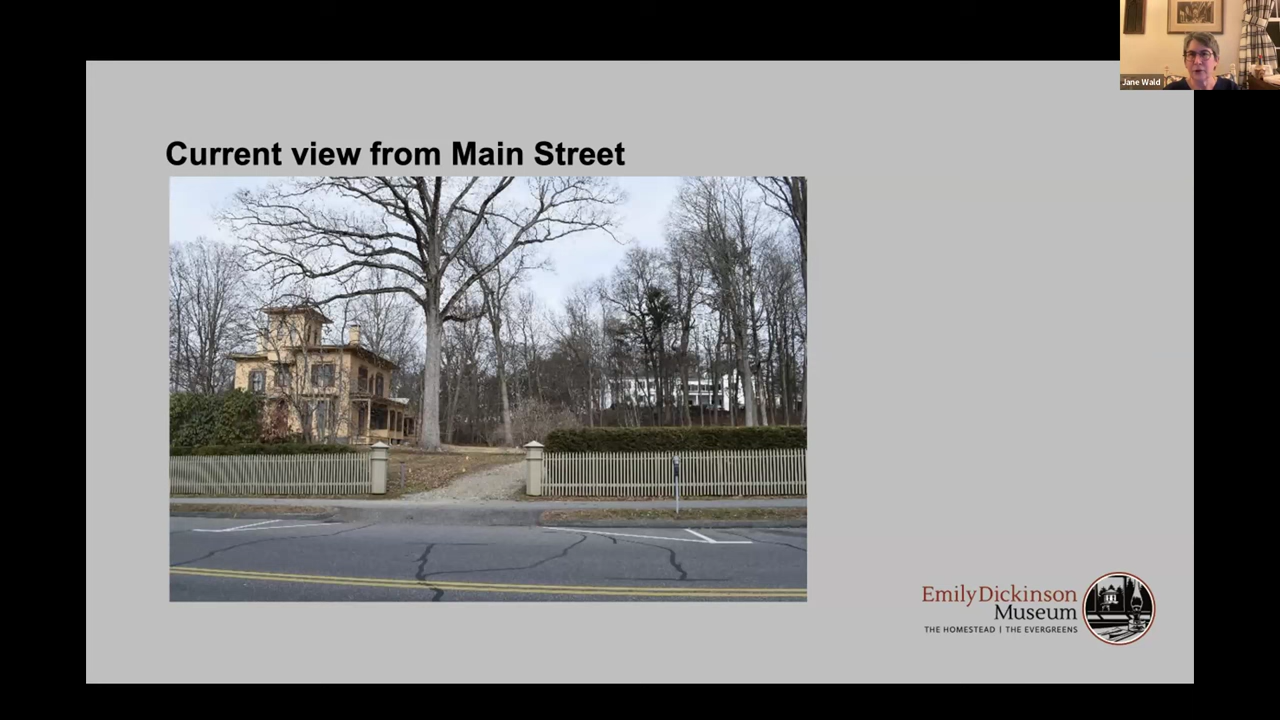 Jane Wald
Current view from Main Street
Emily Dickinson
Museum
THE HOMESTEAD | THE EVERGREENS